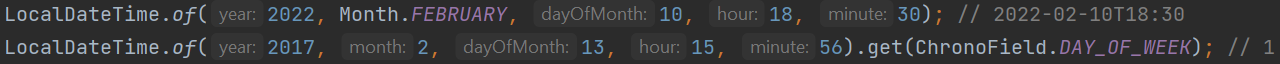 LocalDateTime.of( year: 2022, Month.FEBRUARY, dayOfMonth: 10, hour: 18, minute: 30); // 2022-02-10T18:30
LocalDateTime.of( year: 2017, month: 2, dayOfMonth: 13, hour: 15, minute: 56).get(ChronoField.DAY_OF_WEEK); // 1